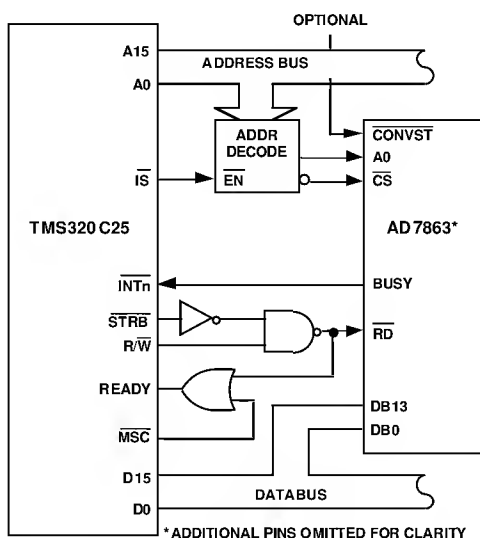 OPTIONAL
A15
ADDRESS BUS
A0
ADDR
DECODE
CONVST
A0
IS
EN
CS
TMS320C25
AD7863*
INTn
BUSY
STRB
R/W
RD
READY
MSC
DB13
DB0
D15
D0
DATABUS
*ADDITIONAL PINS OMITTED FOR CLARITY